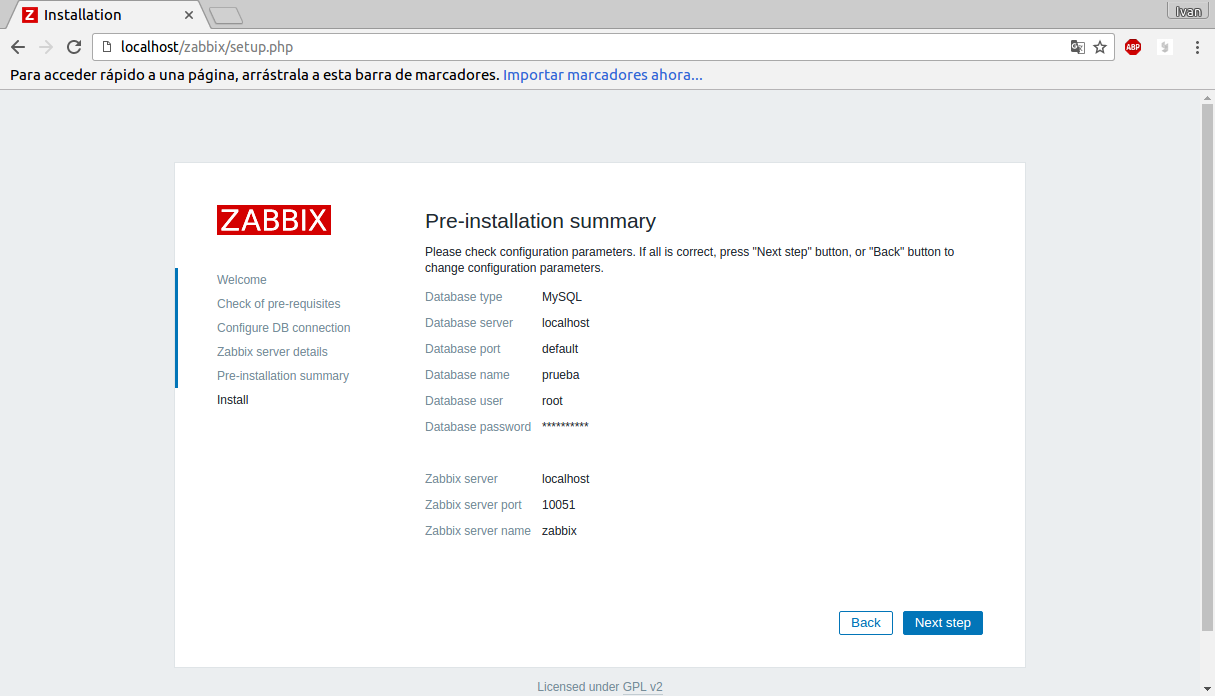 Installation
Ivan
localhost/zabbix/setup.php
ABP
Para acceder rápido a una página, arrástrala a esta barra de marcadores. Importar marcadores ahora...
ZABBIX
Welcome
Check of pre-requisites
Configure DB connection
Zabbix server details
Pre-installation summary
Install
Pre-installation summary
Please check configuration parameters. If all is correct, press "Next step" button, or "Back" button to
change configuration parameters.
Database type MySQL
Database server localhost
Database port default
Database name prueba
Database user root
Database password **********
Zabbix server localhost
Zabbix server port 10051
Zabbix server name zabbix
Back Next step
Licensed under GPL v2